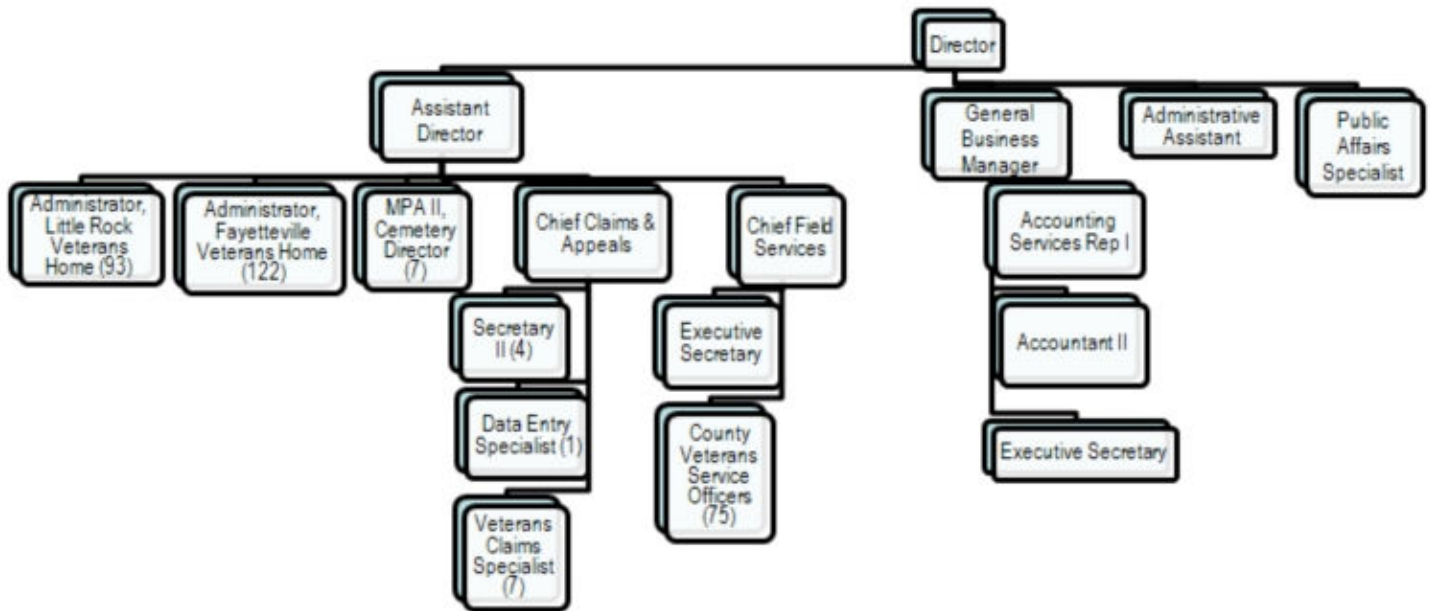 Director
Assistant
Director
General
Business
Manager
Administrative
Assistant
Public
Affairs
Specialist
Administrator,
Little Rock
Veterans
Home (93)
Administrator,
Fayetteville
Veterans Home
(122)
MPA II,
Cemetery
Director
(7)
Chief Claims &
Appeals
Chief Field
Services
Accounting
Services Rep I
Secretary
II (4)
Executive
Secretary
Accountant II
Data Entry
Specialist (1)
County
Veterans
Service
Officers
(75)
Executive Secretary
Veterans
Claims
Specialist
(7)